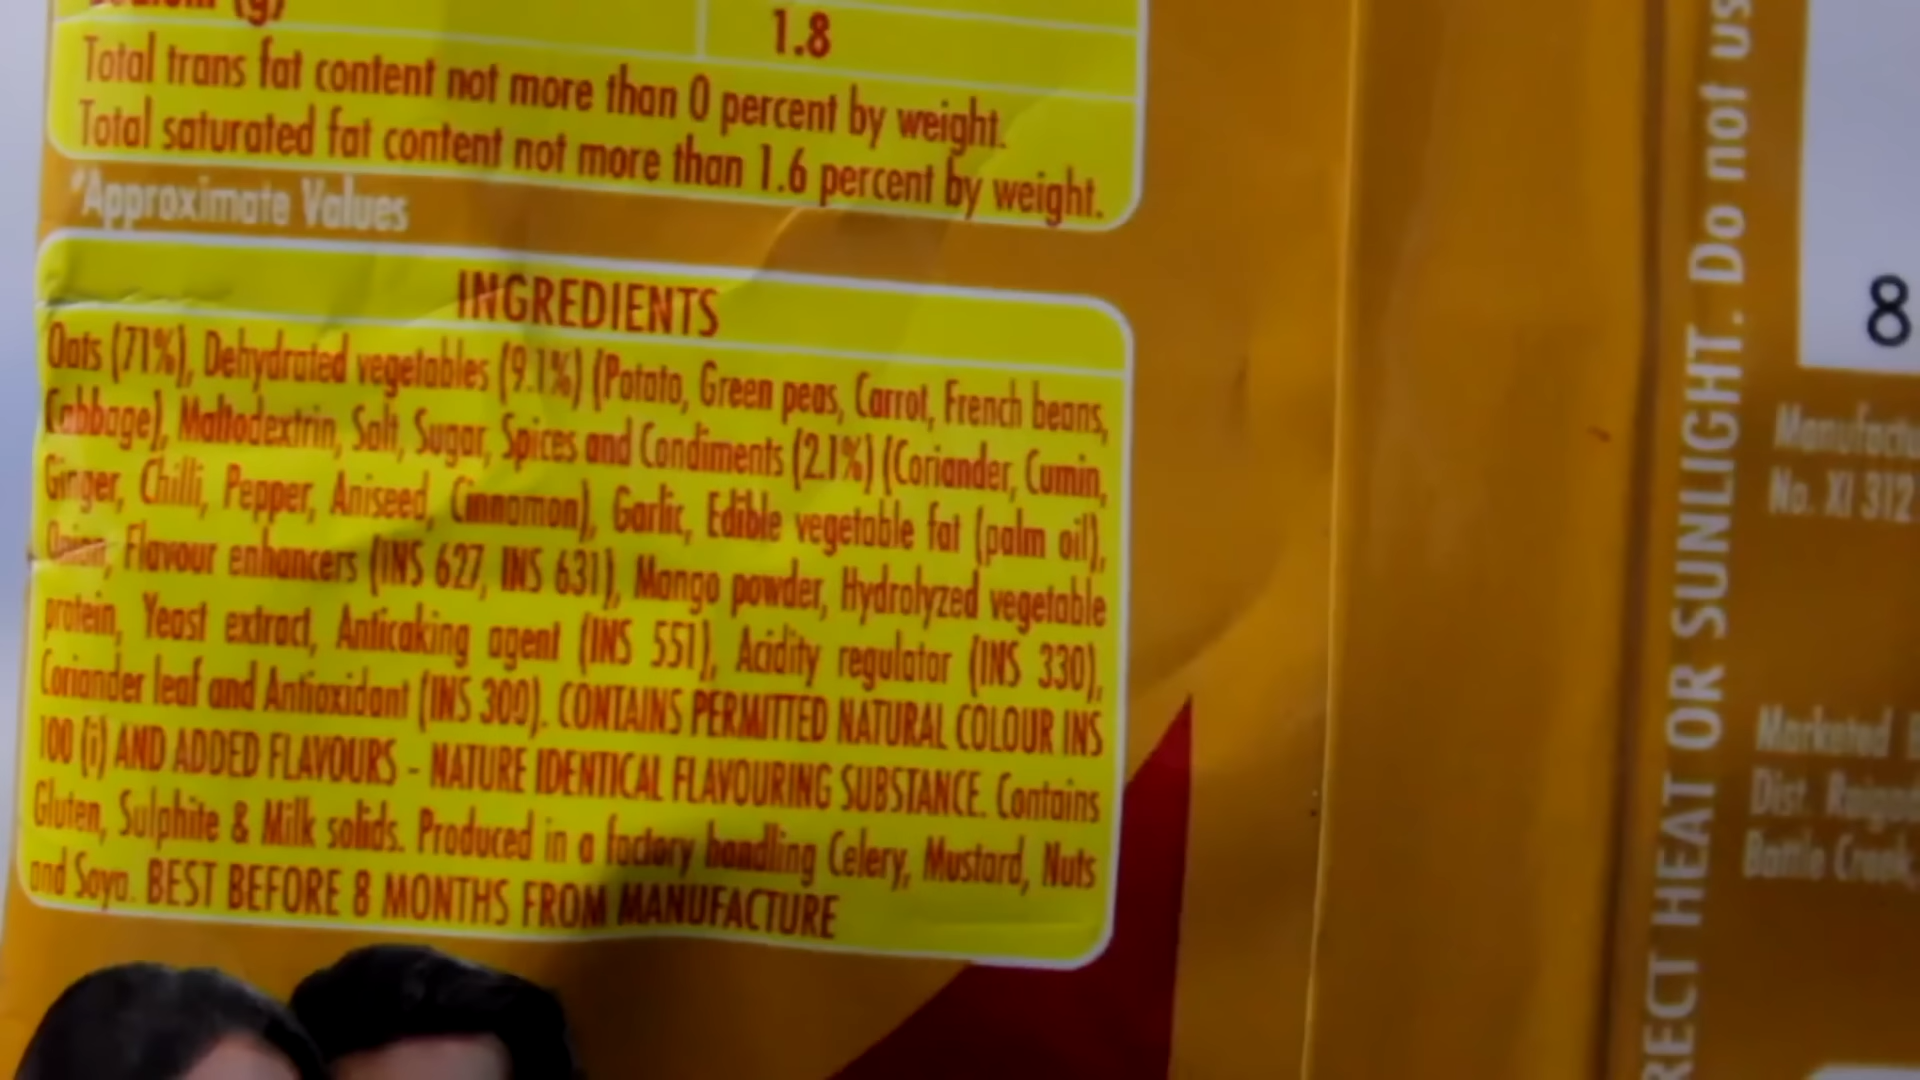 (g)
1.8
Total trans fat content not more than 0 percent by weight.
Total saturated fat content not more than 1.6 percent by weight.
*Approximate Values
INGREDIENTS
Oats (71%), Dehydrated vegetables (9.1%) (Potato, Green peas, Carrot, French beans,
Cabbage), Maltodextrin, Salt, Sugar, Spices and Condiments (2.1%) (Coriander, Cumin,
Ginger, Chilli, Pepper, Aniseed, Cinnamon), Garlic, Edible vegetable fat (palm oil),
Onion, Flavour enhancers (INS 627, INS 631), Mango powder, Hydrolyzed vegetable
protein, Yeast extract, Anticaking agent (INS 551), Acidity regulator (INS 330),
Coriander leaf and Antioxidant (INS 300). CONTAINS PERMITTED NATURAL COLOUR INS
100 (i) AND ADDED FLAVOURS - NATURE IDENTICAL FLAVOURING SUBSTANCE. Contains
Gluten, Sulphite & Milk solids. Produced in a factory handling Celery, Mustard, Nuts
and Soya. BEST BEFORE 8 MONTHS FROM MANUFACTURE
RECT HEAT OR SUNLIGHT. Do not us
8
Manufactu
No. XI 312
Marketed
Dist. Raigad
Battle Creek,